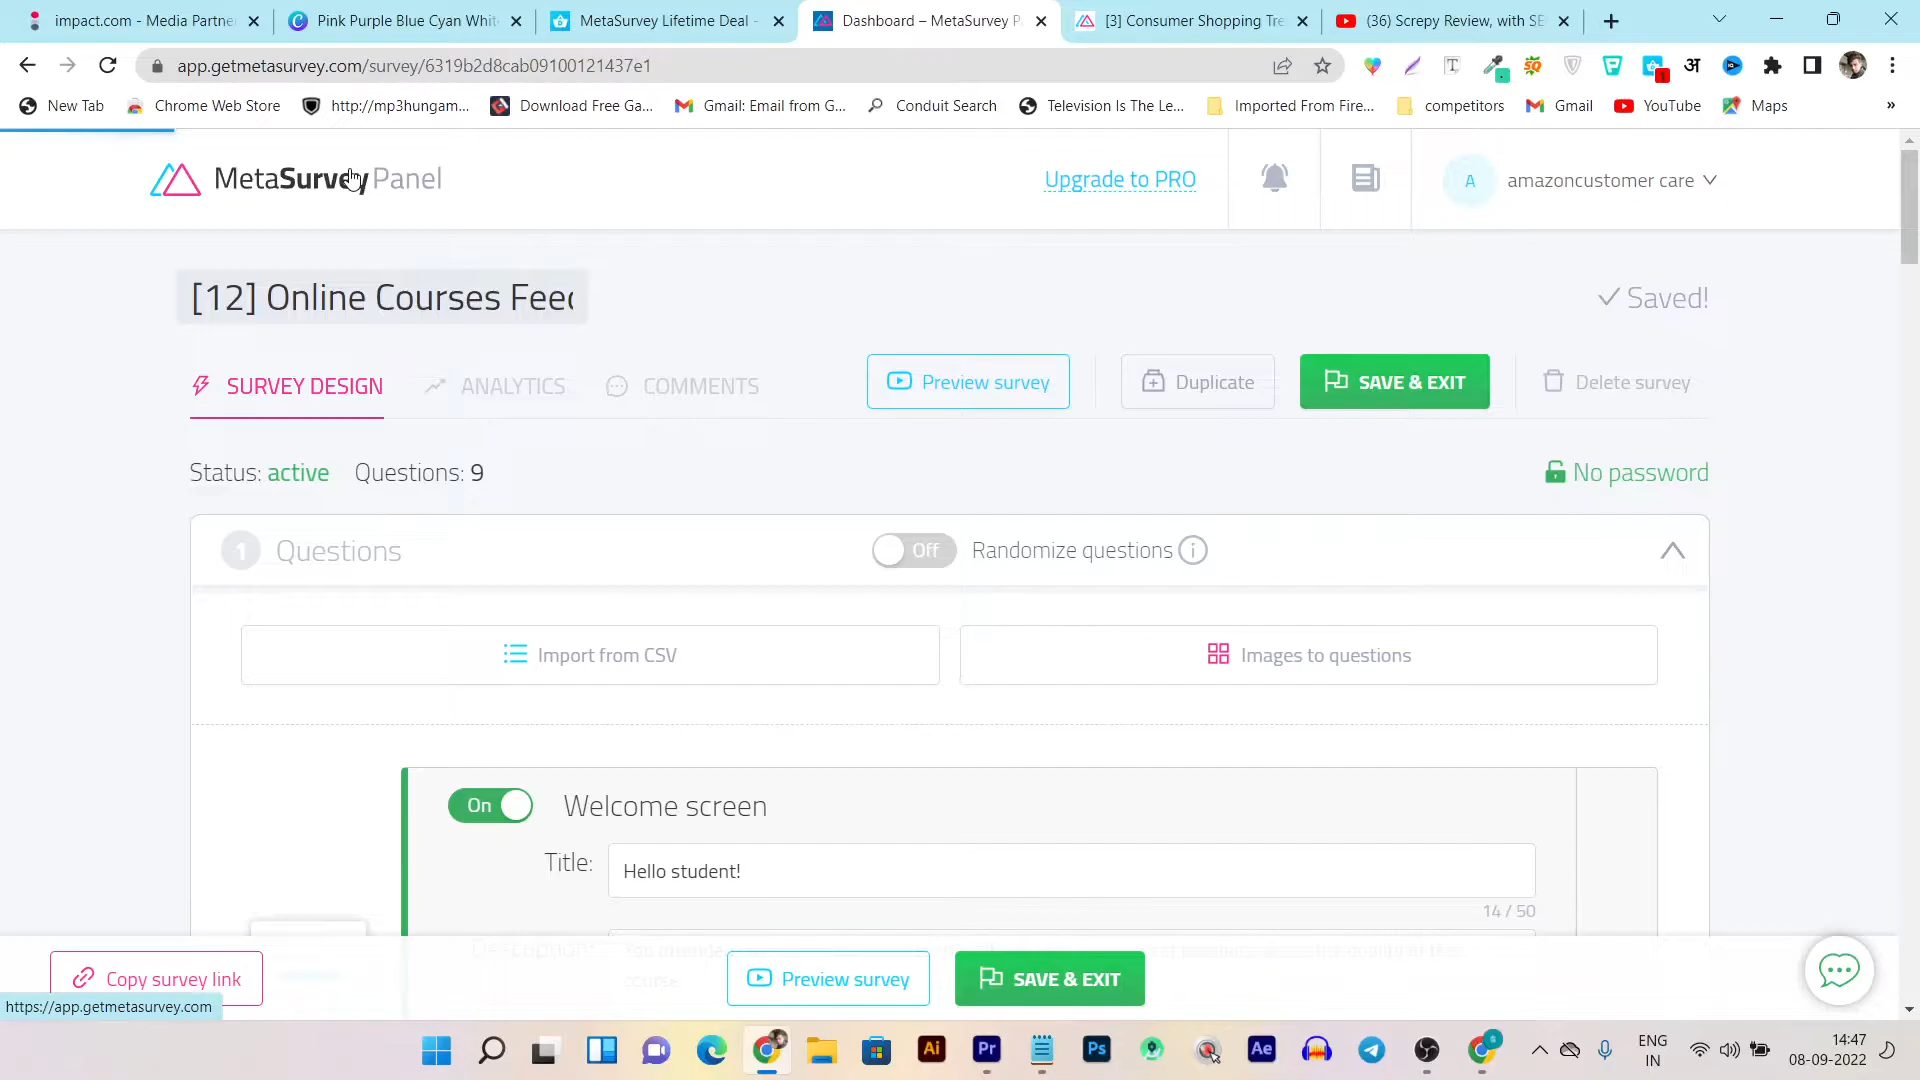 impact.com - Media Partne
Pink Purple Blue Cyan Whit
MetaSurvey Lifetime Deal -
Dashboard – MetaSurvey P
[3] Consumer Shopping Tre
(36) Screpy Review, with SE
app.getmetasurvey.com/survey/6319b2d8cab09100121437e1
New Tab
Chrome Web Store
http://mp3hungam...
Download Free Ga...
Gmail: Email from G...
Conduit Search
Television Is The Le...
Imported From Fire...
competitors
Gmail
YouTube
Maps
»
MetaSurvey Panel
Upgrade to PRO
A
amazoncustomer care
[12] Online Courses Feed
Saved!
SURVEY DESIGN
ANALYTICS
COMMENTS
Preview survey
Duplicate
SAVE & EXIT
Delete survey
Status: active
Questions: 9
No password
1
Questions
Off
Randomize questions
Import from CSV
Images to questions
On
Welcome screen
Title:
Hello student!
14 / 50
Copy survey link
Preview survey
SAVE & EXIT
https://app.getmetasurvey.com
Ai
Pr
Ps
Ae
ENG
IN
14:47
08-09-2022